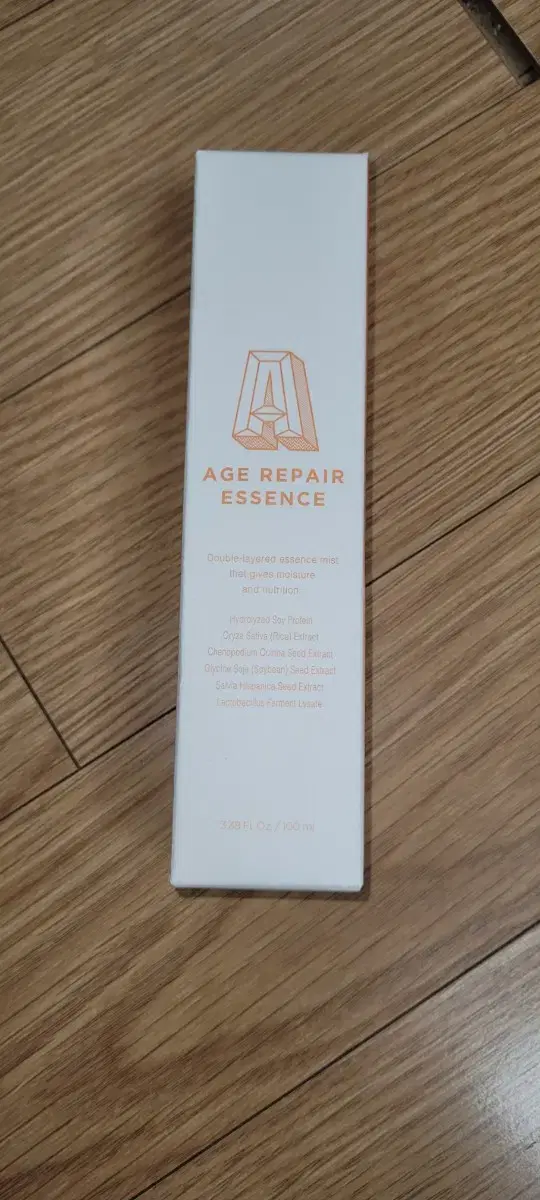 A
AGE REPAIR
ESSENCE
Double-layered essence mist
that gives moisture
and nutrition
Hydrolyzed Soy Protein
Oryza Sativa (Rice) Extract
Chenopodium Quinoa Seed Extract
Glycine Soja (Soybean) Seed Extract
Salvia Hispanica Seed Extract
Lactobacillus Ferment Lysate
3.38 Fl. Oz / 100 ml